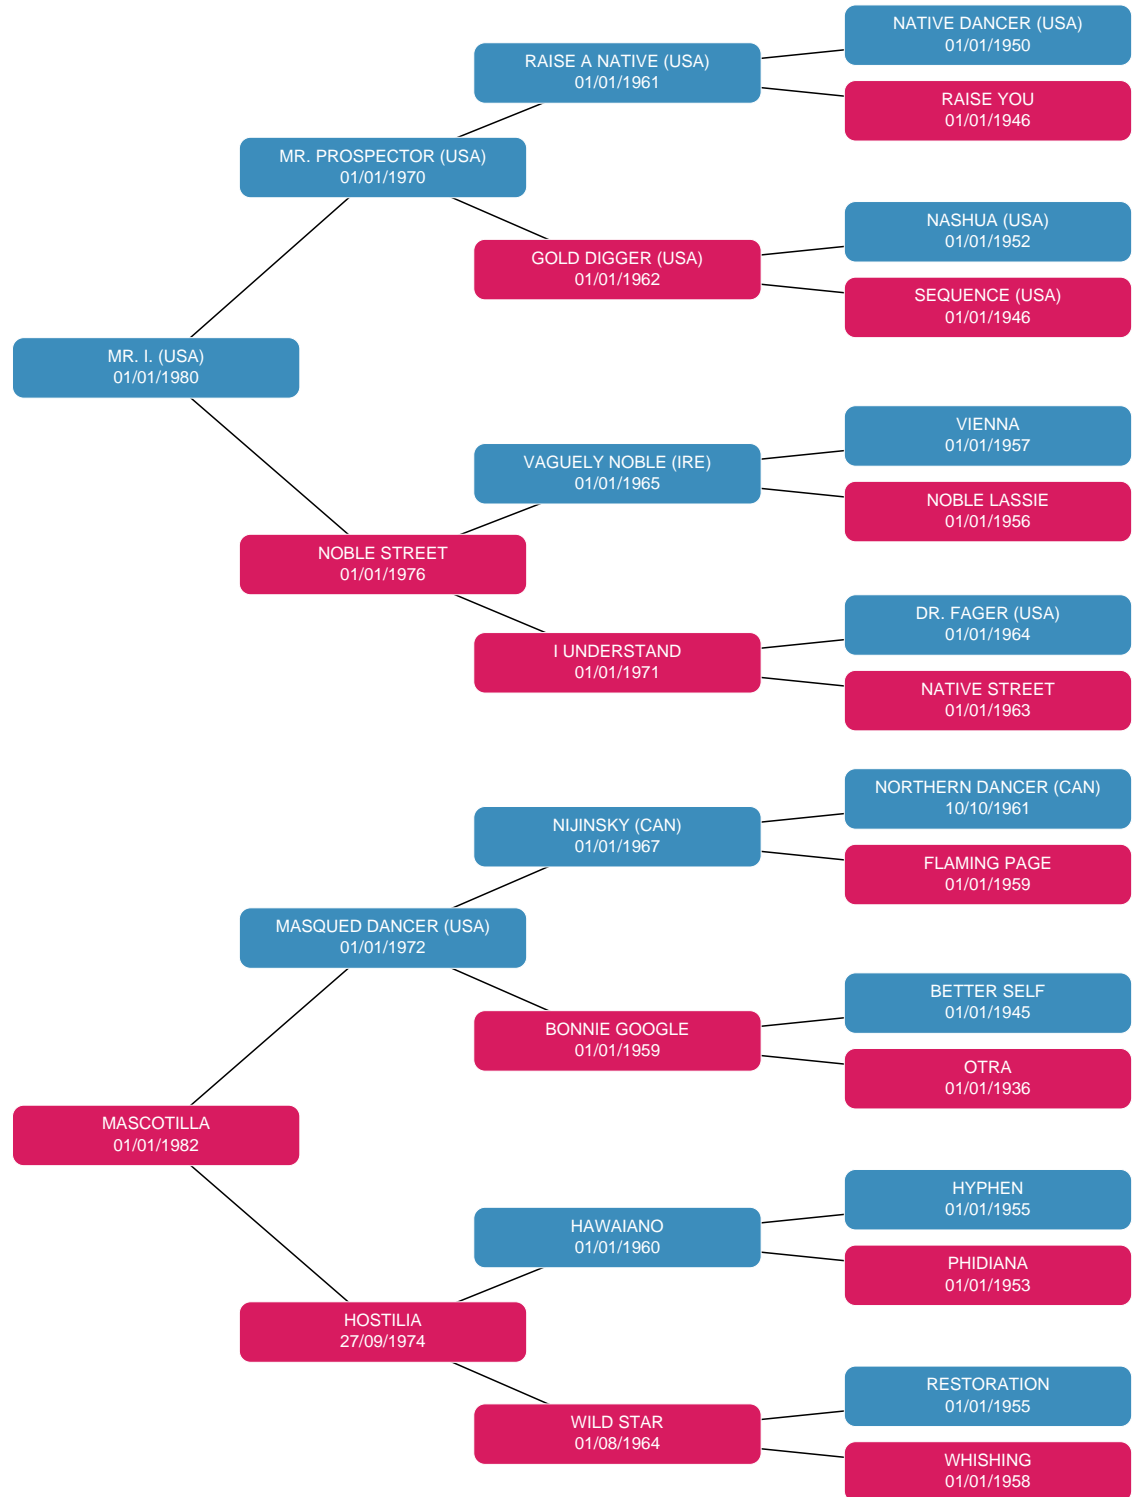 NATIVE DANCER (USA)
01/01/1950
RAISE A NATIVE (USA)
01/01/1961
RAISE YOU
01/01/1946
MR. PROSPECTOR (USA)
01/01/1970
NASHUA (USA)
01/01/1952
GOLD DIGGER (USA)
01/01/1962
SEQUENCE (USA)
01/01/1946
MR. I. (USA)
01/01/1980
VIENNA
01/01/1957
VAGUELY NOBLE (IRE)
01/01/1965
NOBLE LASSIE
01/01/1956
NOBLE STREET
01/01/1976
DR. FAGER (USA)
01/01/1964
I UNDERSTAND
01/01/1971
NATIVE STREET
01/01/1963
NORTHERN DANCER (CAN)
10/10/1961
NIJINSKY (CAN)
01/01/1967
FLAMING PAGE
01/01/1959
MASQUED DANCER (USA)
01/01/1972
BETTER SELF
01/01/1945
BONNIE GOOGLE
01/01/1959
OTRA
01/01/1936
MASCOTILLA
01/01/1982
HYPHEN
01/01/1955
HAWAIANO
01/01/1960
PHIDIANA
01/01/1953
HOSTILIA
27/09/1974
RESTORATION
01/01/1955
WILD STAR
01/08/1964
WHISHING
01/01/1958